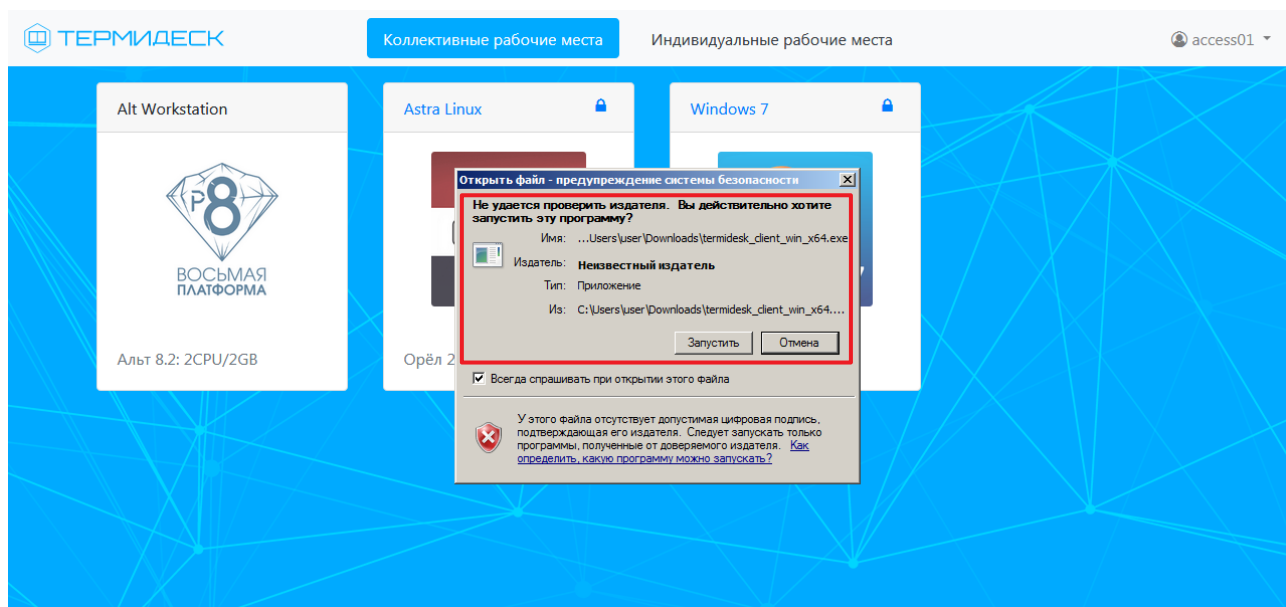 ТЕРМИДЕСК
Коллективные рабочие места
Индивидуальные рабочие места
access01
Alt Workstation
Astra Linux
Windows 7
P8
ВОСЬМАЯ
ПЛАТФОРМА
Альт 8.2: 2CPU/2GB
Орёл 2
Открыть файл - предупреждение системы безопасности
Не удается проверить издателя. Вы действительно хотите
запустить эту программу?
Имя: ...Users\user\Downloads\termidesk_client_win_x64.exe
Издатель: Неизвестный издатель
Тип: Приложение
Из: C:\Users\user\Downloads\termidesk_client_win_x64....
Запустить
Отмена
Всегда спрашивать при открытии этого файла
У этого файла отсутствует допустимая цифровая подпись,
подтверждающая его издателя. Следует запускать только
программы, полученные от доверяемого издателя. Как
определить, какую программу можно запускать?